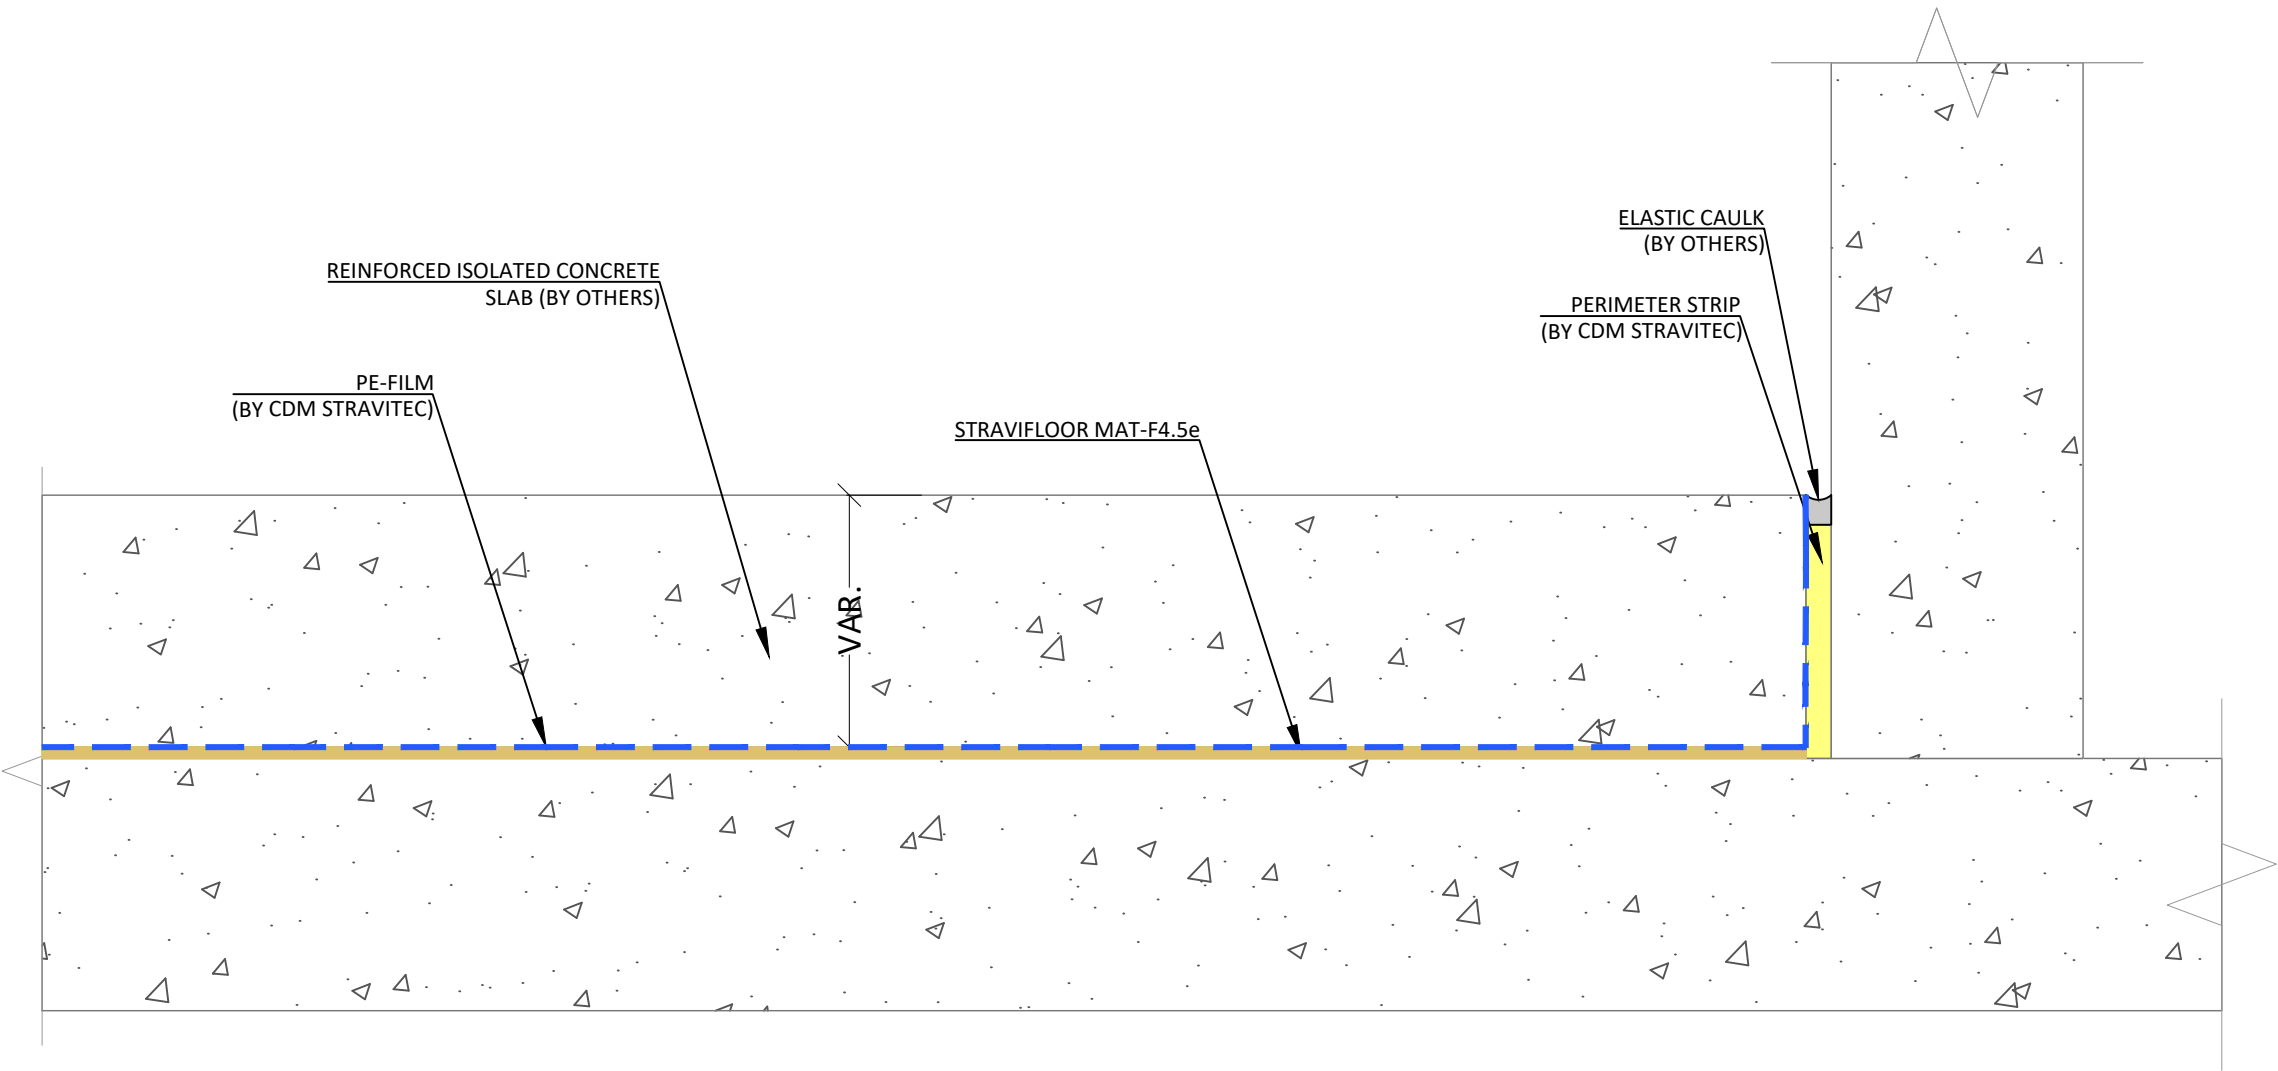 ELASTIC CAULK
(BY OTHERS)
REINFORCED ISOLATED CONCRETE
SLAB (BY OTHERS)
PERIMETER STRIP
(BY CDM STRAVITEC)
PE-FILM
(BY CDM STRAVITEC)
STRAVIFLOOR MAT-F4.5e
VAR.